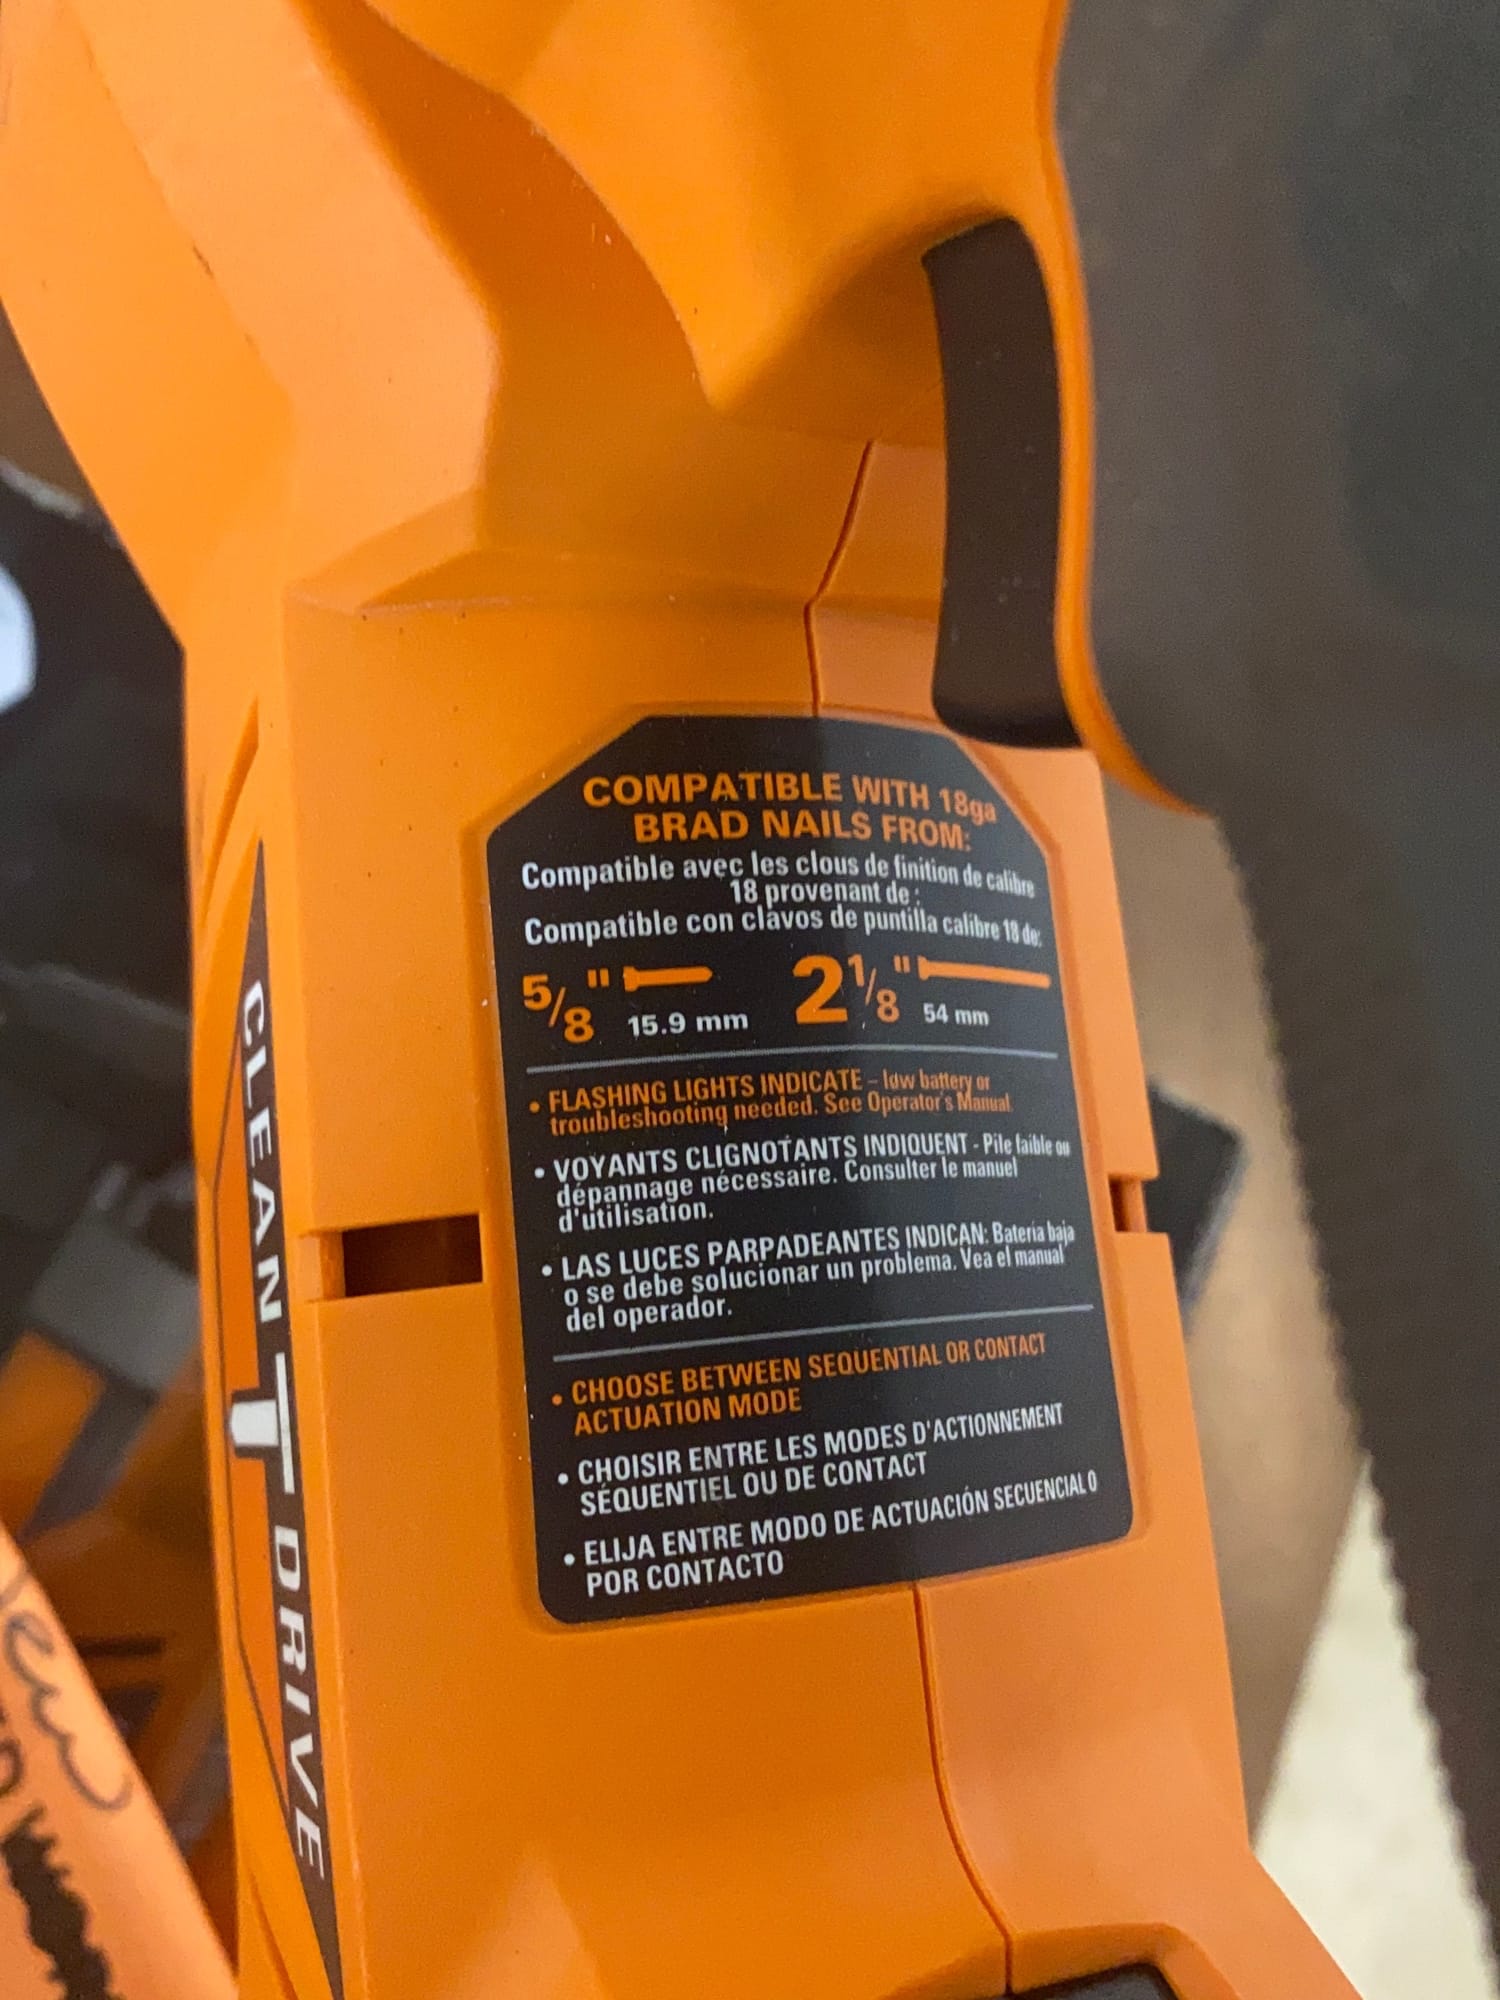 COMPATIBLE WITH 18ga
BRAD NAILS FROM:
Compatible avec les clous de finition de calibre
18 provenant de :
Compatible con clavos de puntilla calibre 18 de:
5/8" 15.9 mm 2 1/8" 54 mm
• FLASHING LIGHTS INDICATE – low battery or
troubleshooting needed. See Operator's Manual.
• VOYANTS CLIGNOTANTS INDIQUENT - Pile faible ou
dépannage nécessaire. Consulter le manuel
d'utilisation.
• LAS LUCES PARPADEANTES INDICAN: Batería baja
o se debe solucionar un problema. Vea el manual
del operador.
• CHOOSE BETWEEN SEQUENTIAL OR CONTACT
ACTUATION MODE
• CHOISIR ENTRE LES MODES D'ACTIONNEMENT
SÉQUENTIEL OU DE CONTACT
• ELIJA ENTRE MODO DE ACTUACIÓN SECUENCIAL O
POR CONTACTO
CLEAN DRIVE